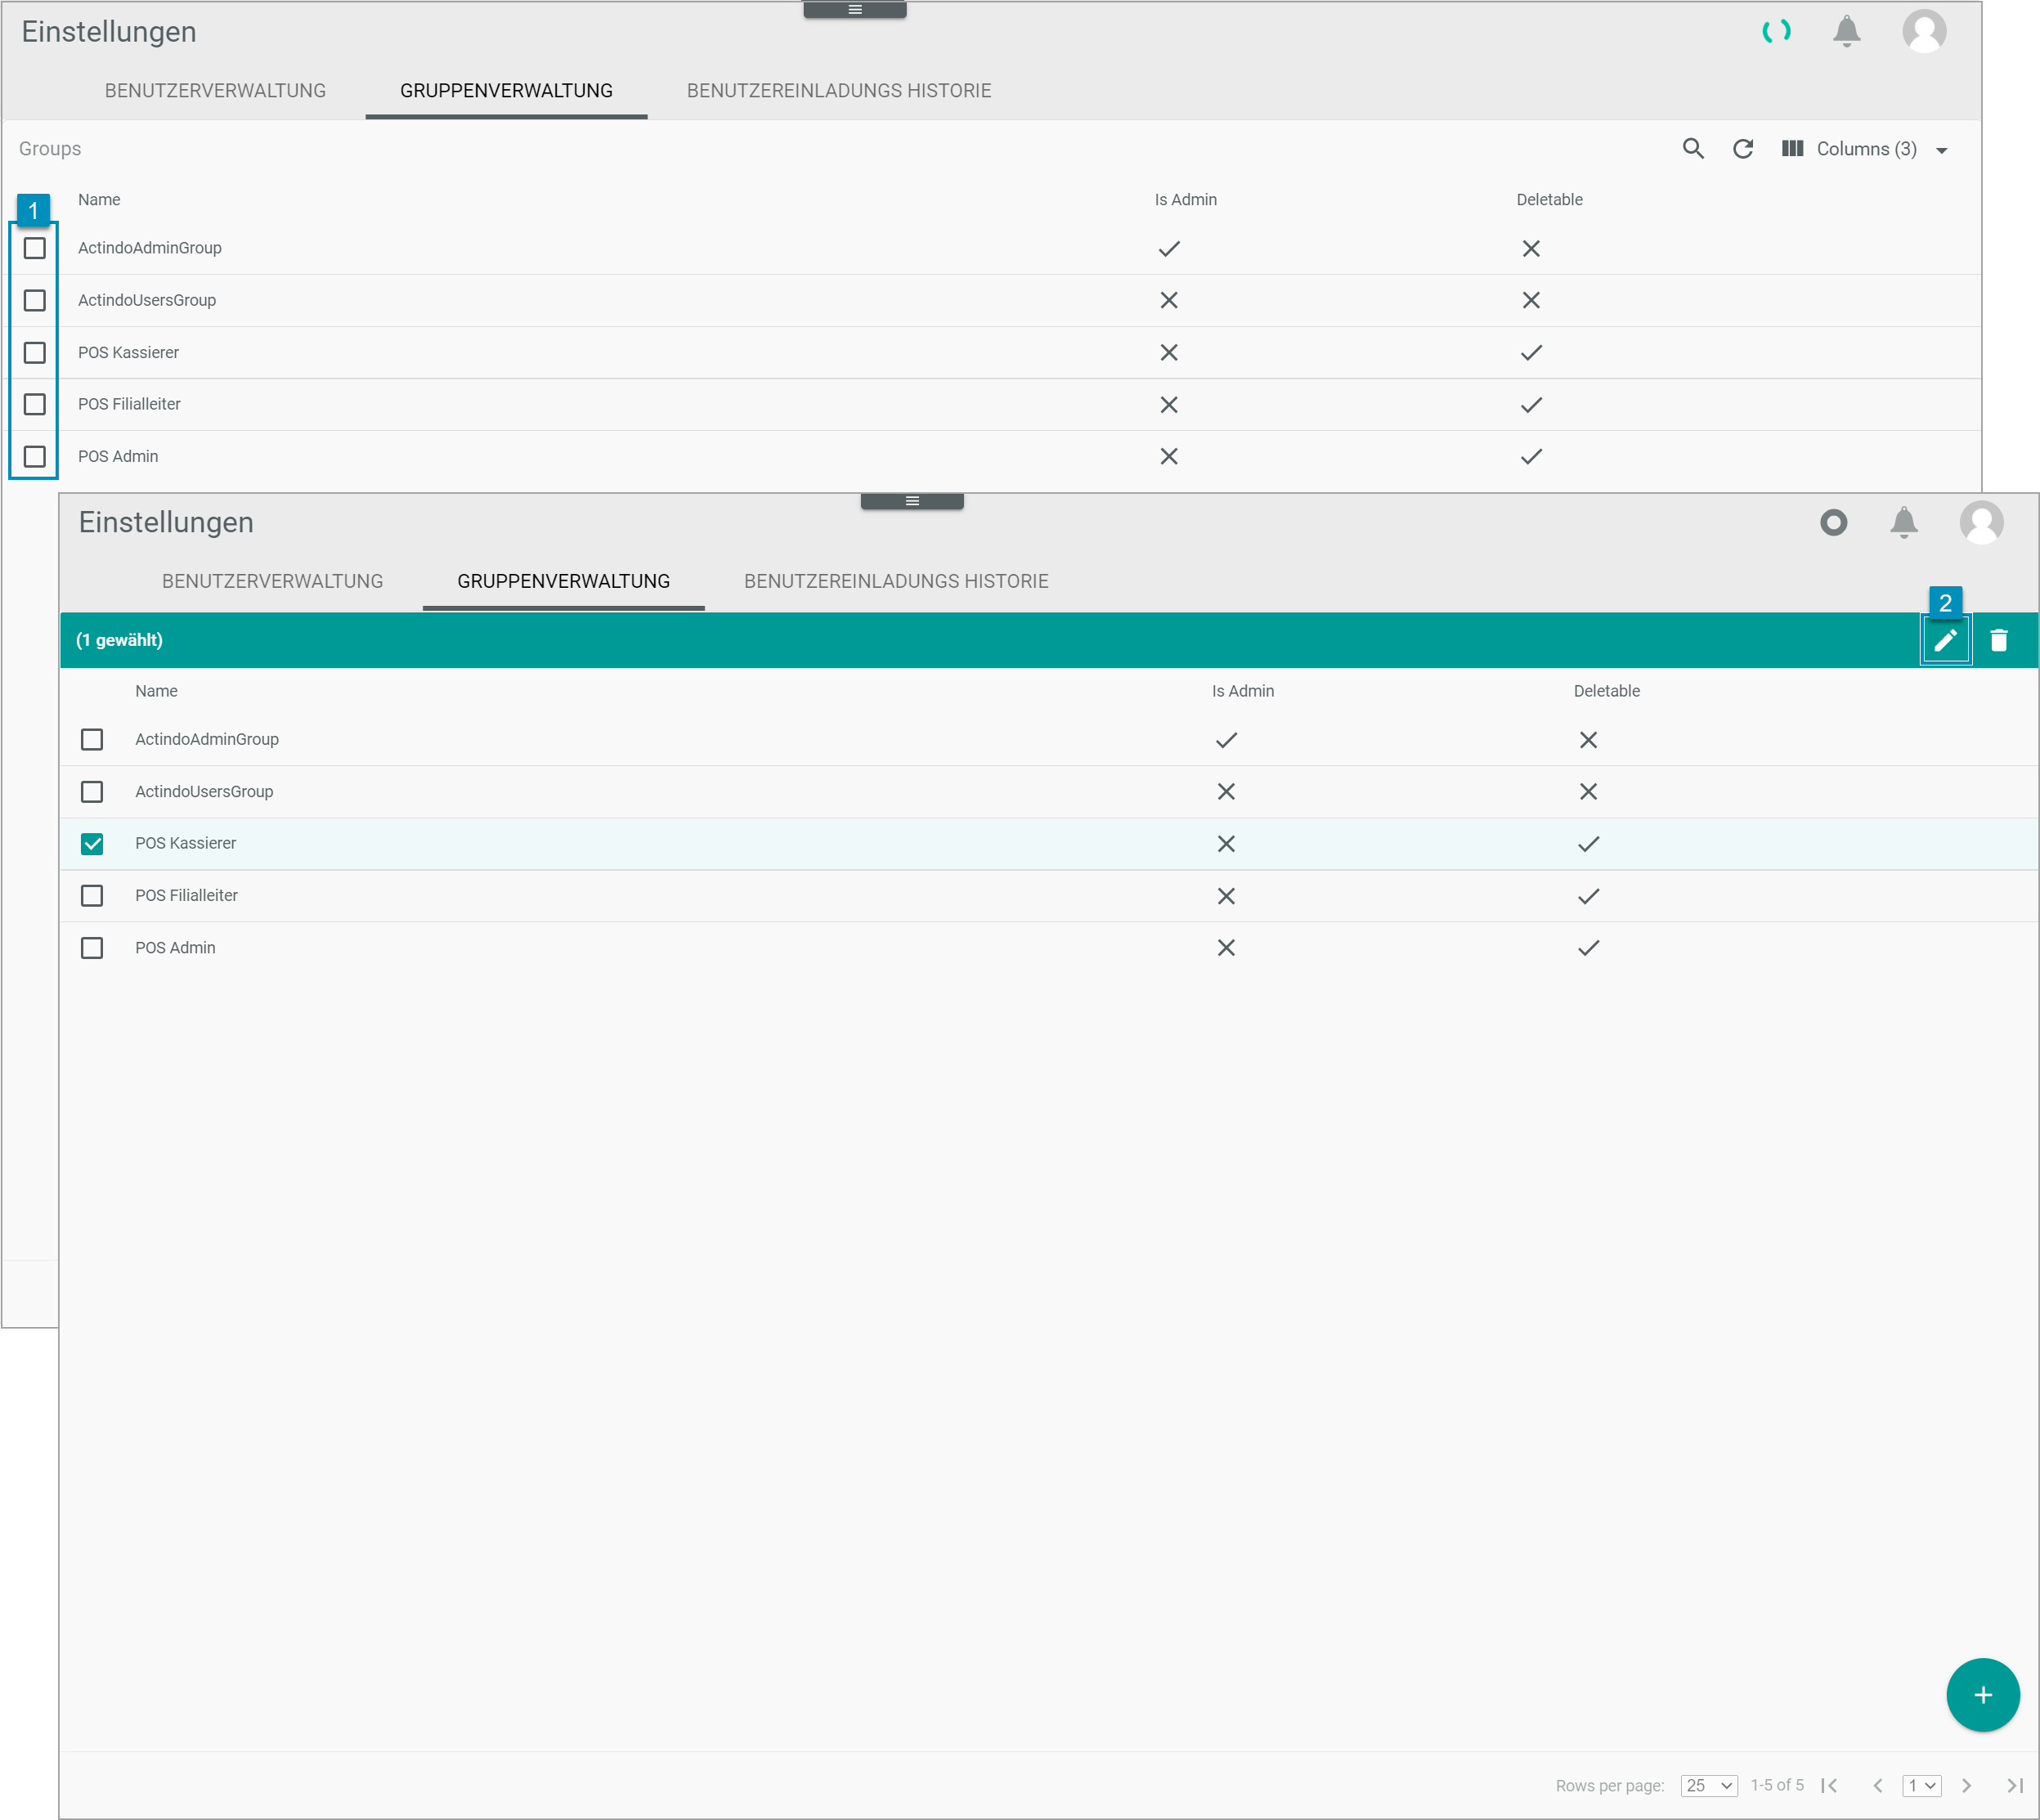 Einstellungen
BENUTZERVERWALTUNG GRUPPENVERWALTUNG BENUTZEREINLADUNGS HISTORIE
Groups Columns (3)
1 Name Is Admin Deletable
ActindoAdminGroup
ActindoUsersGroup
POS Kassierer
POS Filialleiter
POS Admin
Einstellungen
BENUTZERVERWALTUNG GRUPPENVERWALTUNG BENUTZEREINLADUNGS HISTORIE
2
(1 gewählt)
Name Is Admin Deletable
ActindoAdminGroup
ActindoUsersGroup
POS Kassierer
POS Filialleiter
POS Admin
Rows per page: 25 1-5 of 5 1